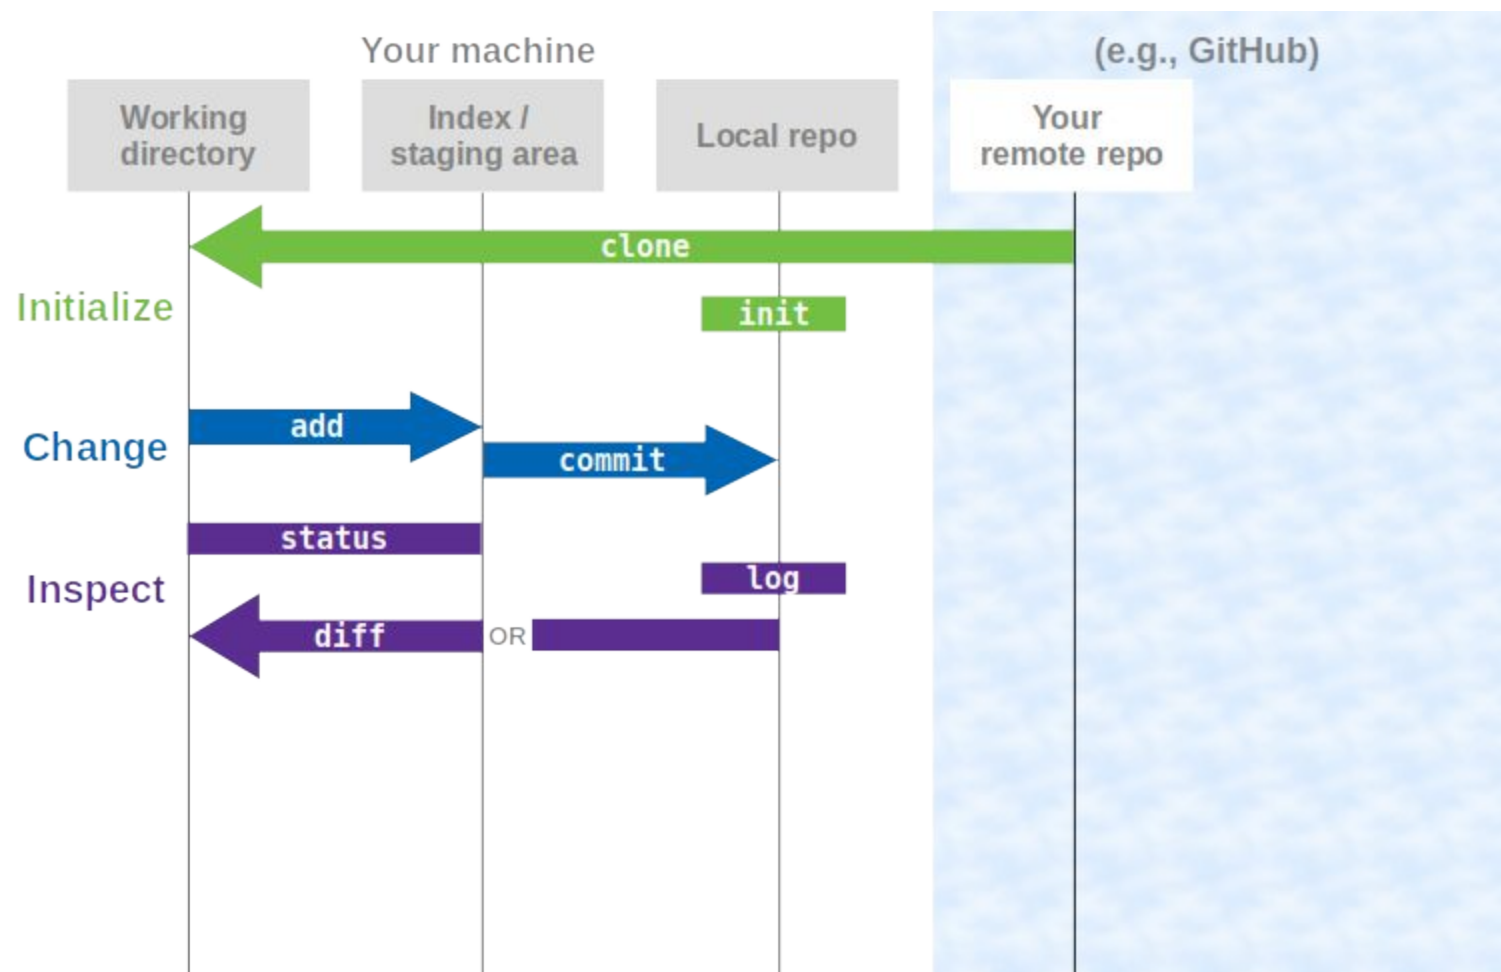 Your machine
(e.g., GitHub)
Working
directory
Index /
staging area
Local repo
Your
remote repo
clone
Initialize
init
add
Change
commit
status
log
Inspect
diff
OR